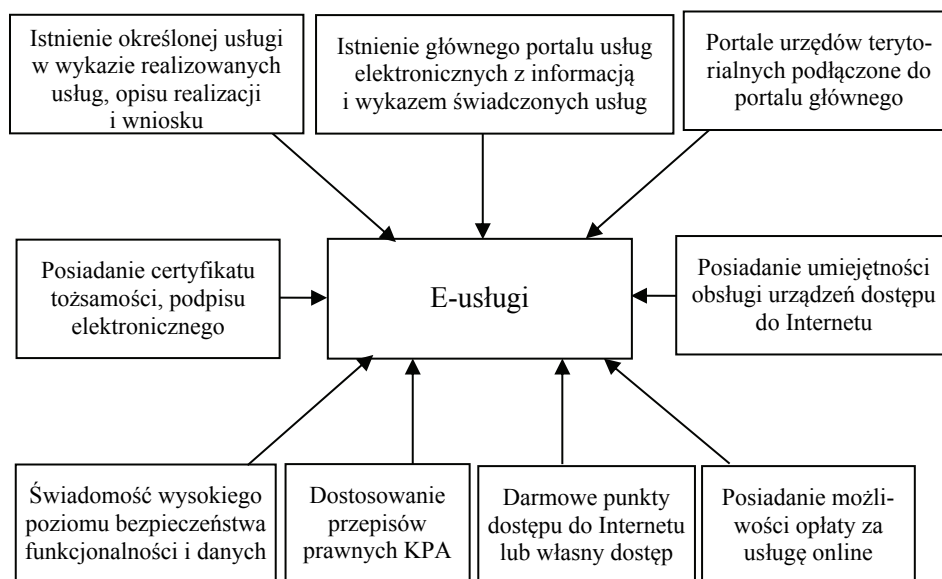 Istnienie określonej usługi
w wykazie realizowanych
usług, opisu realizacji
i wniosku
Istnienie głównego portalu usług
elektronicznych z informacją
i wykazem świadczonych usług
Portale urzędów teryto-
rialnych podłączone do
portalu głównego
Posiadanie certyfikatu
tożsamości, podpisu
elektronicznego
E-usługi
Posiadanie umiejętności
obsługi urządzeń dostępu
do Internetu
Świadomość wysokiego
poziomu bezpieczeństwa
funkcjonalności i danych
Dostosowanie
przepisów
prawnych KPA
Darmowe punkty
dostępu do Internetu
lub własny dostęp
Posiadanie możli-
wości opłaty za
usługę online